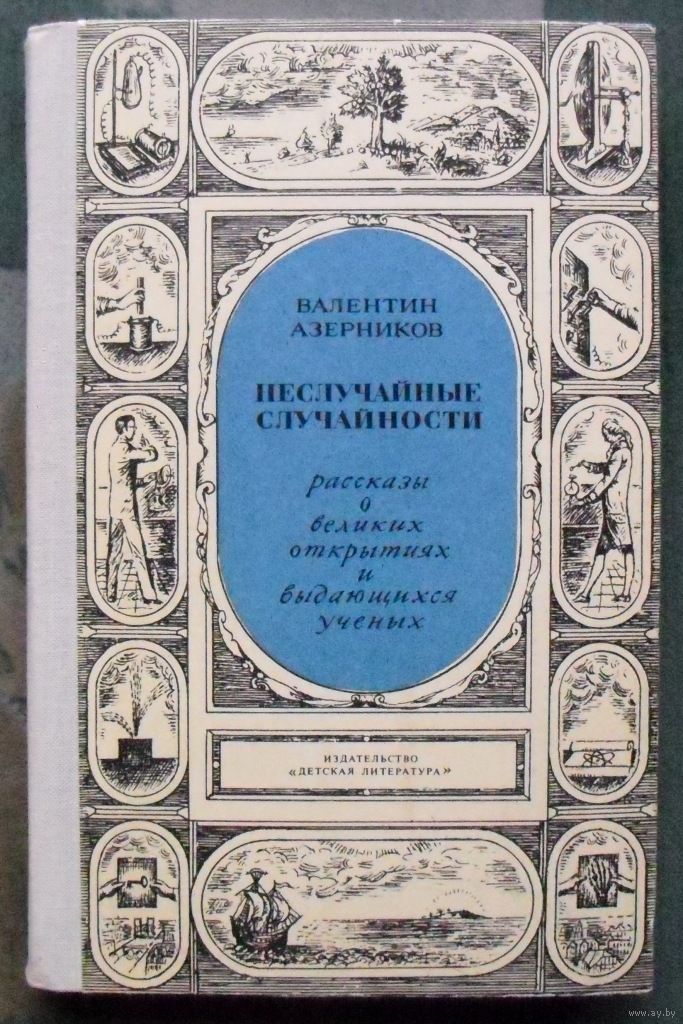 ВАЛЕНТИН
АЗЕРНИКОВ
НЕСЛУЧАЙНЫЕ
СЛУЧАЙНОСТИ
рассказы
о
великих
открытиях
и
выдающихся
ученых
ИЗДАТЕЛЬСТВО
«ДЕТСКАЯ ЛИТЕРАТУРА»
www.ay.by